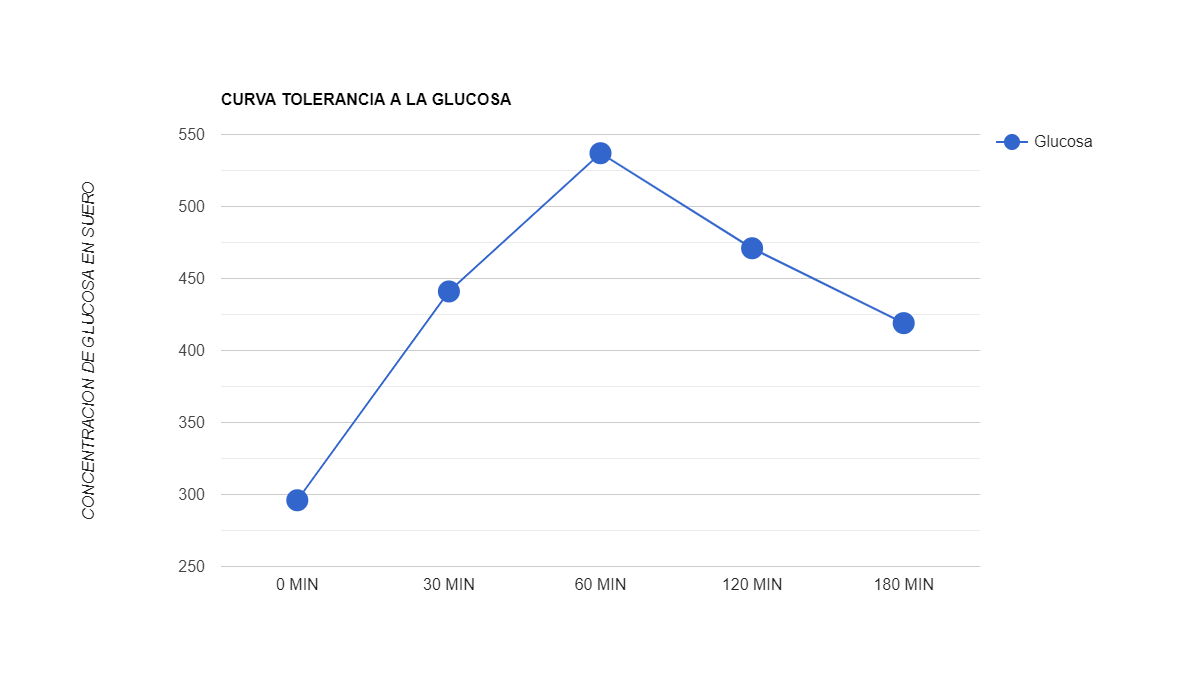 CURVA TOLERANCIA A LA GLUCOSA
CONCENTRACION DE GLUCOSA EN SUERO
550
500
450
400
350
300
250
0 MIN
30 MIN
60 MIN
120 MIN
180 MIN
Glucosa